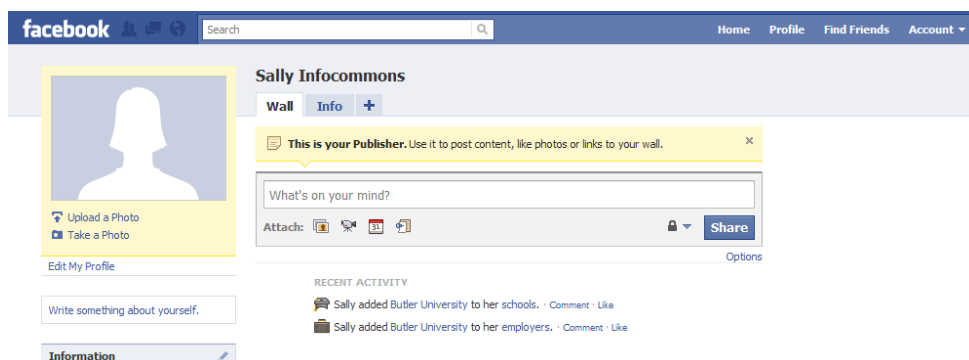 facebook
Search
Home Profile Find Friends Account
Sally Infocommons
Wall Info +
This is your Publisher. Use it to post content, like photos or links to your wall. ×
What's on your mind?
Attach: 31
Share
Options
Upload a Photo
Take a Photo
Edit My Profile
Write something about yourself.
Information
RECENT ACTIVITY
Sally added Butler University to her schools. · Comment · Like
Sally added Butler University to her employers. · Comment · Like